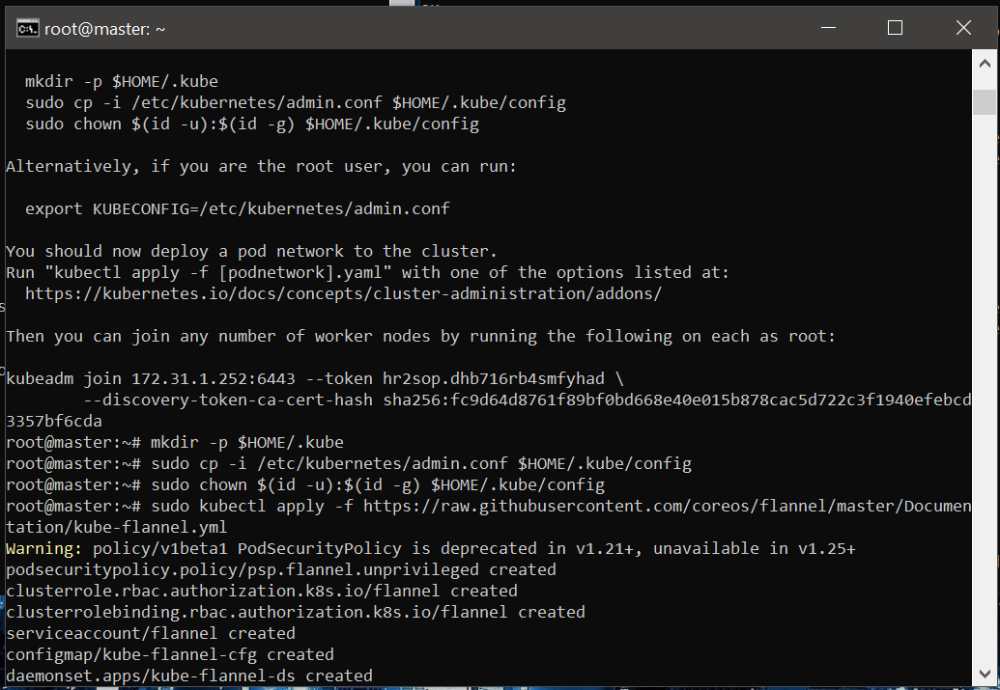 root@master: ~
mkdir -p $HOME/.kube
sudo cp -i /etc/kubernetes/admin.conf $HOME/.kube/config
sudo chown $(id -u):$(id -g) $HOME/.kube/config
Alternatively, if you are the root user, you can run:
export KUBECONFIG=/etc/kubernetes/admin.conf
You should now deploy a pod network to the cluster.
Run "kubectl apply -f [podnetwork].yaml" with one of the options listed at:
https://kubernetes.io/docs/concepts/cluster-administration/addons/
Then you can join any number of worker nodes by running the following on each as root:
kubeadm join 172.31.1.252:6443 --token hr2sop.dhb716rb4smfyhad \
--discovery-token-ca-cert-hash sha256:fc9d64d8761f89bf0bd668e40e015b878cac5d722c3f1940efebcd
3357bf6cda
root@master:~# mkdir -p $HOME/.kube
root@master:~# sudo cp -i /etc/kubernetes/admin.conf $HOME/.kube/config
root@master:~# sudo chown $(id -u):$(id -g) $HOME/.kube/config
root@master:~# sudo kubectl apply -f https://raw.githubusercontent.com/coreos/flannel/master/Documen
tation/kube-flannel.yml
Warning: policy/v1beta1 PodSecurityPolicy is deprecated in v1.21+, unavailable in v1.25+
podsecuritypolicy.policy/psp.flannel.unprivileged created
clusterrole.rbac.authorization.k8s.io/flannel created
clusterrolebinding.rbac.authorization.k8s.io/flannel created
serviceaccount/flannel created
configmap/kube-flannel-cfg created
daemonset.apps/kube-flannel-ds created